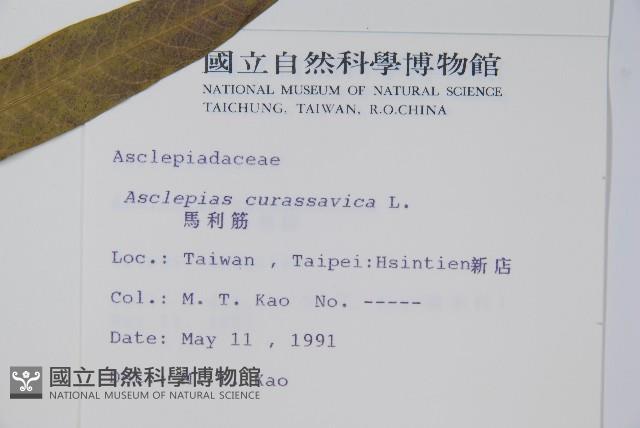 國立自然科學博物館
NATIONAL MUSEUM OF NATURAL SCIENCE
TAICHUNG, TAIWAN, R.O.CHINA
Asclepiadaceae
Asclepias curassavica L.
馬利筋
Loc.: Taiwan , Taipei:Hsintien新店
Col.: M. T. Kao No. -----
Date: May 11 , 1991
Kao
國立自然科學博物館
NATIONAL MUSEUM OF NATURAL SCIENCE